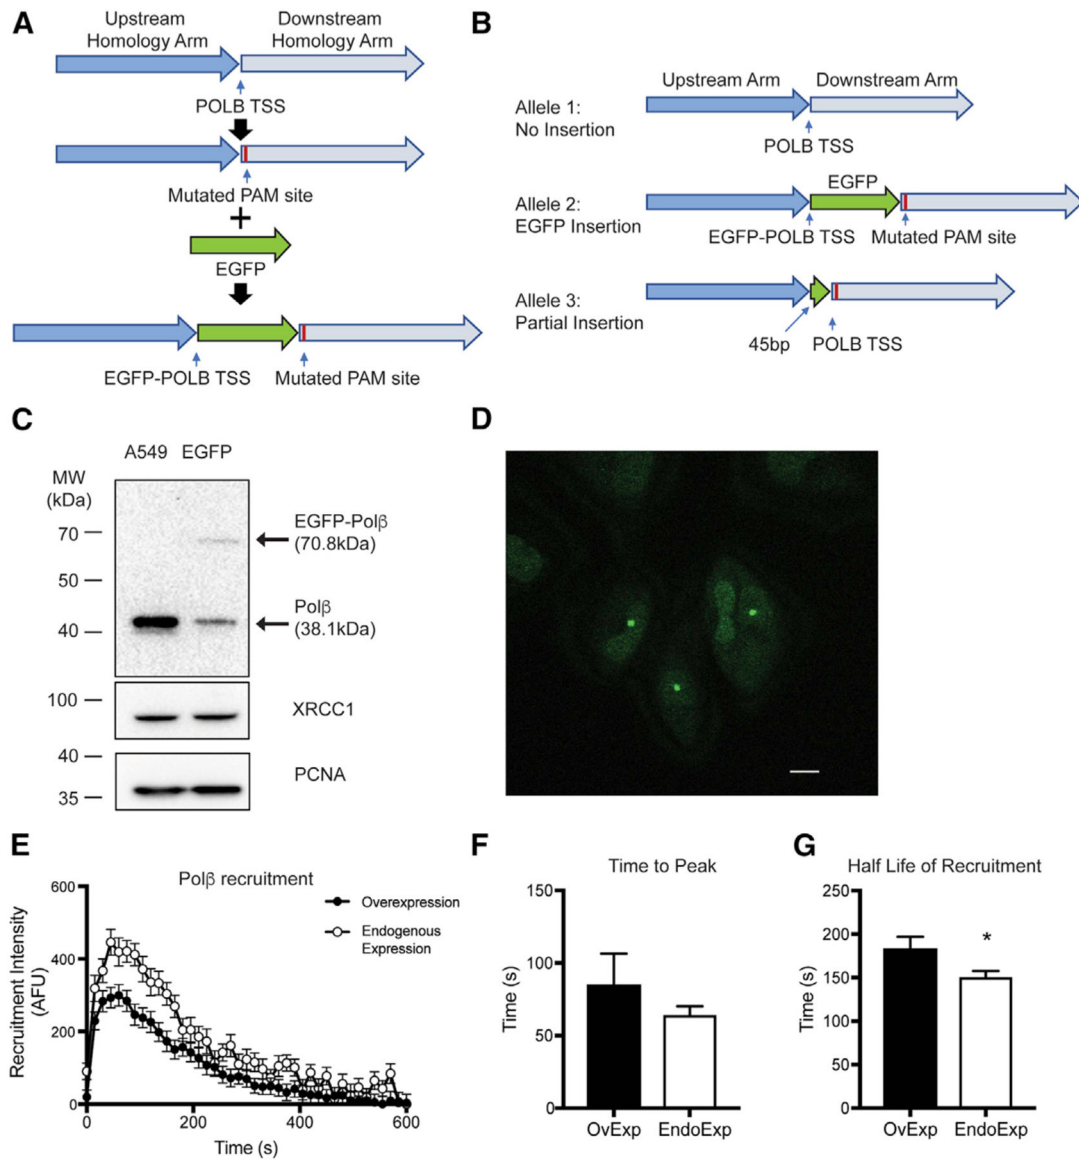 A
Upstream
Homology Arm
Downstream
Homology Arm
POLB TSS
Mutated PAM site
+
EGFP
EGFP-POLB TSS
Mutated PAM site
B
Upstream Arm
Downstream Arm
Allele 1:
No Insertion
POLB TSS
EGFP
Allele 2:
EGFP Insertion
EGFP-POLB TSS
Mutated PAM site
Allele 3:
Partial Insertion
45bp
POLB TSS
C
A549 EGFP
MW
(kDa)
70
50
40
EGFP-Polβ
(70.8kDa)
Polβ
(38.1kDa)
100
XRCC1
40
35
PCNA
D
E
Polβ recruitment
Overexpression
Endogenous
Expression
Recruitment Intensity
(AFU)
600
400
200
0
0 200 400 600
Time (s)
F
Time to Peak
Time (s)
150
100
50
0
OvExp EndoExp
G
Half Life of Recruitment
Time (s)
250
200
150
100
50
0
*
OvExp EndoExp